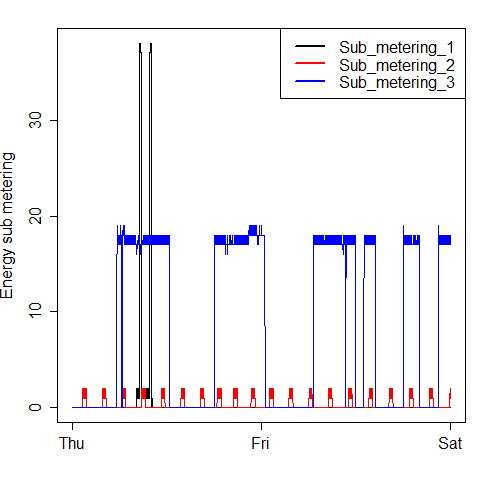 Sub_metering_1
Sub_metering_2
Sub_metering_3
Energy sub metering
30
20
10
0
Thu Fri Sat